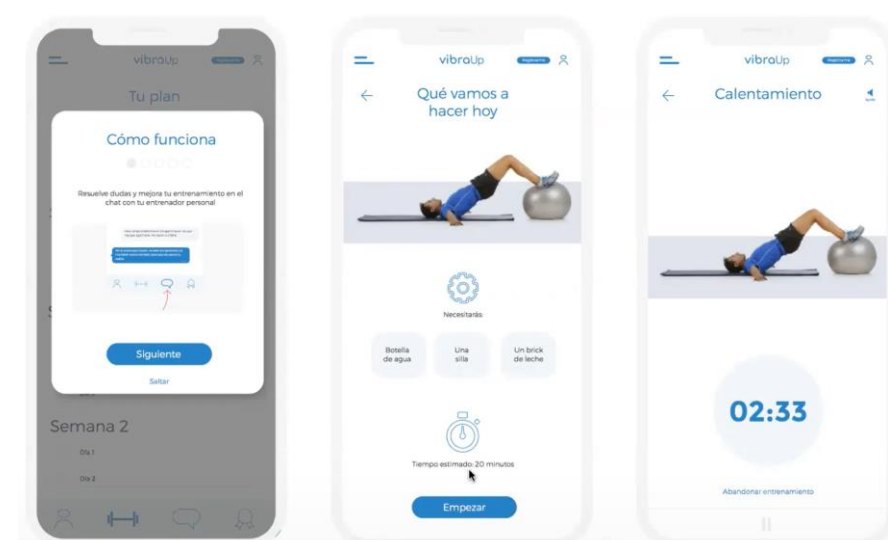 vibraUp
Tu plan
Cómo funciona
Resuelve dudas y mejora tu entrenamiento en el
chat con tu entrenador personal
Siguiente
Saltar
Semana 2
Día 1
Día 2
vibraUp
Qué vamos a
hacer hoy
Necesitarás:
Botella
de agua
Una
silla
Un brick
de leche
Tiempo estimado: 20 minutos
Empezar
vibraUp
Calentamiento
02:33
Abandonar entrenamiento